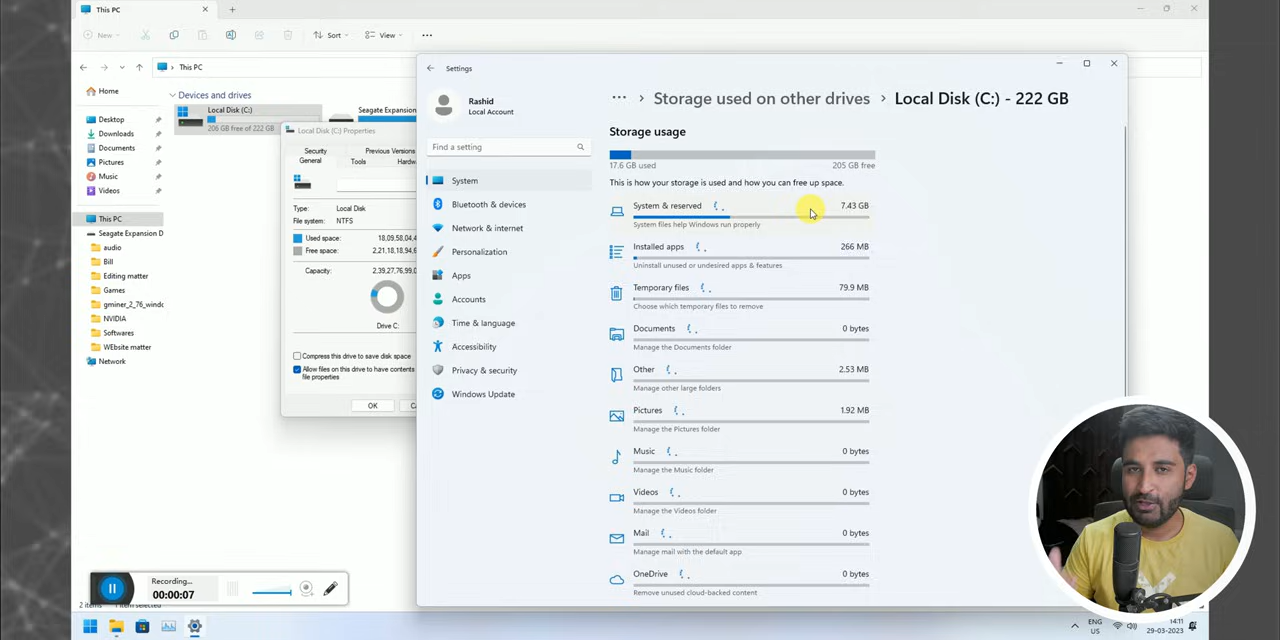 This PC
New
Sort
View
This PC
Home
Desktop
Downloads
Documents
Pictures
Music
Videos
This PC
Seagate Expansion D
audio
Bill
Editing matter
Games
gminer_2_76_windo
NVIDIA
Softwares
WEbsite matter
Network
Devices and drives
Local Disk (C:)
206 GB free of 222 GB
Seagate Expansion
Local Disk (C:) Properties
Security
Previous Versions
General
Tools
Hardw
Type:
Local Disk
File system:
NTFS
Used space:
18,09,58,04,4
Free space:
2,21,18,18,94,6
Capacity:
2,39,27,76,99,0
Drive C:
Compress this drive to save disk space
Allow files on this drive to have contents
file properties
OK
Ca
Settings
Rashid
Local Account
Find a setting
System
Bluetooth & devices
Network & internet
Personalization
Apps
Accounts
Time & language
Accessibility
Privacy & security
Windows Update
Storage used on other drives
Local Disk (C:) - 222 GB
Storage usage
17.6 GB used
205 GB free
This is how your storage is used and how you can free up space.
System & reserved
7.43 GB
System files help Windows run properly
Installed apps
266 MB
Uninstall unused or undesired apps & features
Temporary files
79.9 MB
Choose which temporary files to remove
Documents
0 bytes
Manage the Documents folder
Other
2.53 MB
Manage other large folders
Pictures
1.92 MB
Manage the Pictures folder
Music
0 bytes
Manage the Music folder
Videos
0 bytes
Manage the Videos folder
Mail
0 bytes
Manage mail with the default app
OneDrive
0 bytes
Remove unused cloud-backed content
Recording...
00:00:07
2 items
1 item selected
ENG
US
14:11
29-03-2023